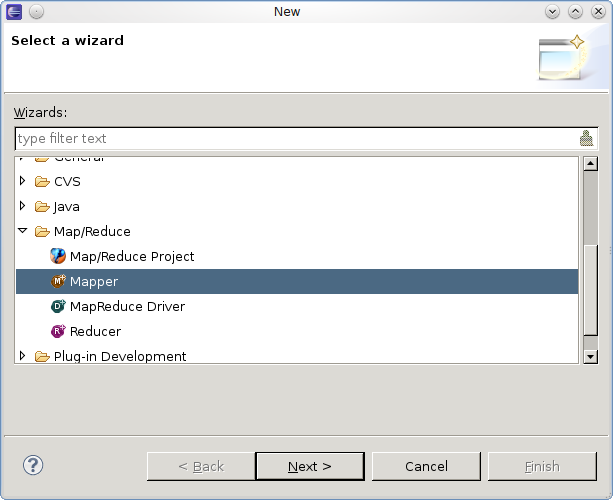 New
Select a wizard
Wizards:
type filter text
General
CVS
Java
Map/Reduce
Map/Reduce Project
M Mapper
D MapReduce Driver
R Reducer
Plug-in Development
? < Back Next > Cancel Finish